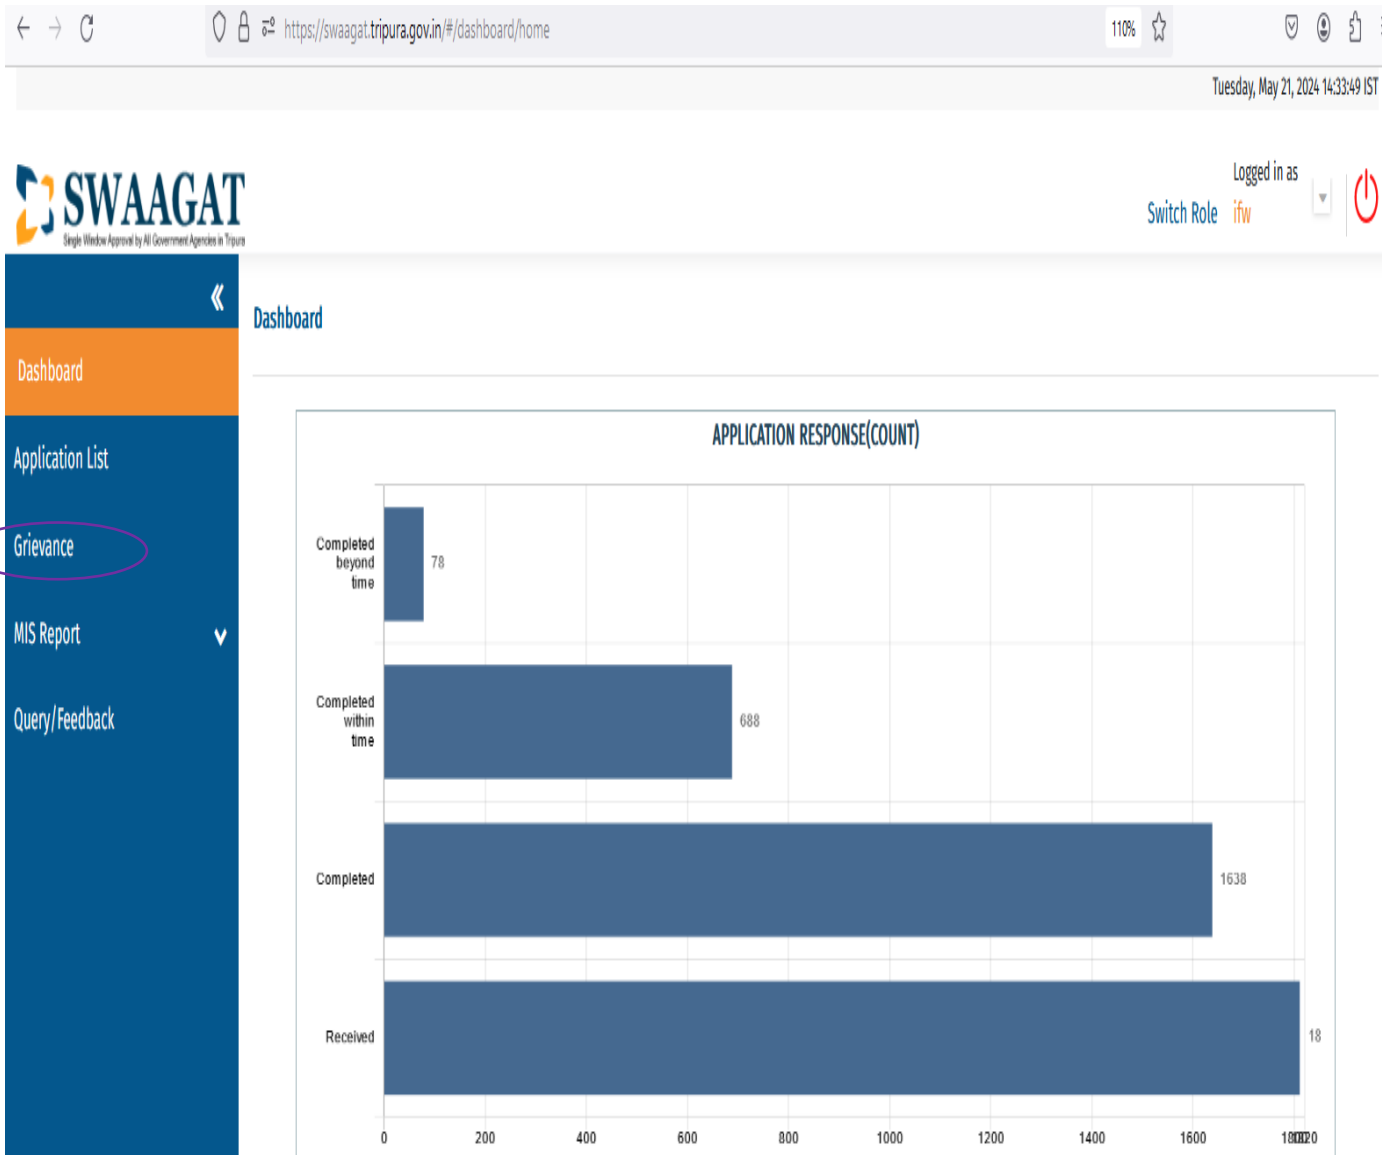 https://swaagat.tripura.gov.in/#/dashboard/home
110%
Tuesday, May 21, 2024 14:33:49 IST
SWAAGAT
Single Window Approval by All Government Agencies in Tripura
Logged in as
Switch Role ifw
Dashboard
Dashboard
Application List
Grievance
MIS Report
Query/Feedback
APPLICATION RESPONSE(COUNT)
Completed
beyond
time
78
Completed
within
time
688
Completed
1638
Received
18
0 200 400 600 800 1000 1200 1400 1600